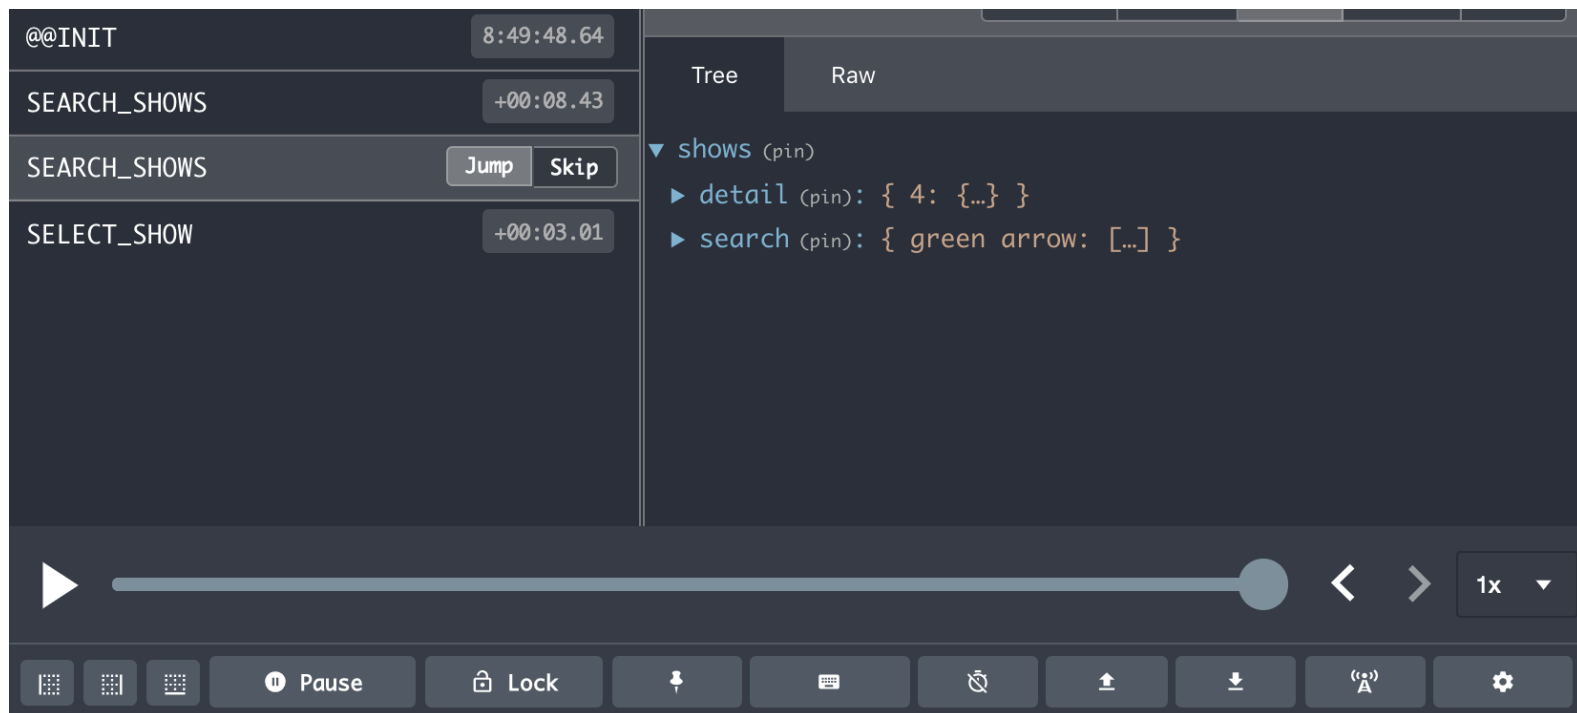 @@INIT 8:49:48.64
SEARCH_SHOWS +00:08.43
SEARCH_SHOWS Jump Skip
SELECT_SHOW +00:03.01
Tree Raw
▼ shows (pin)
▶ detail (pin): { 4: {…} }
▶ search (pin): { green arrow: […] }
1x
Pause Lock